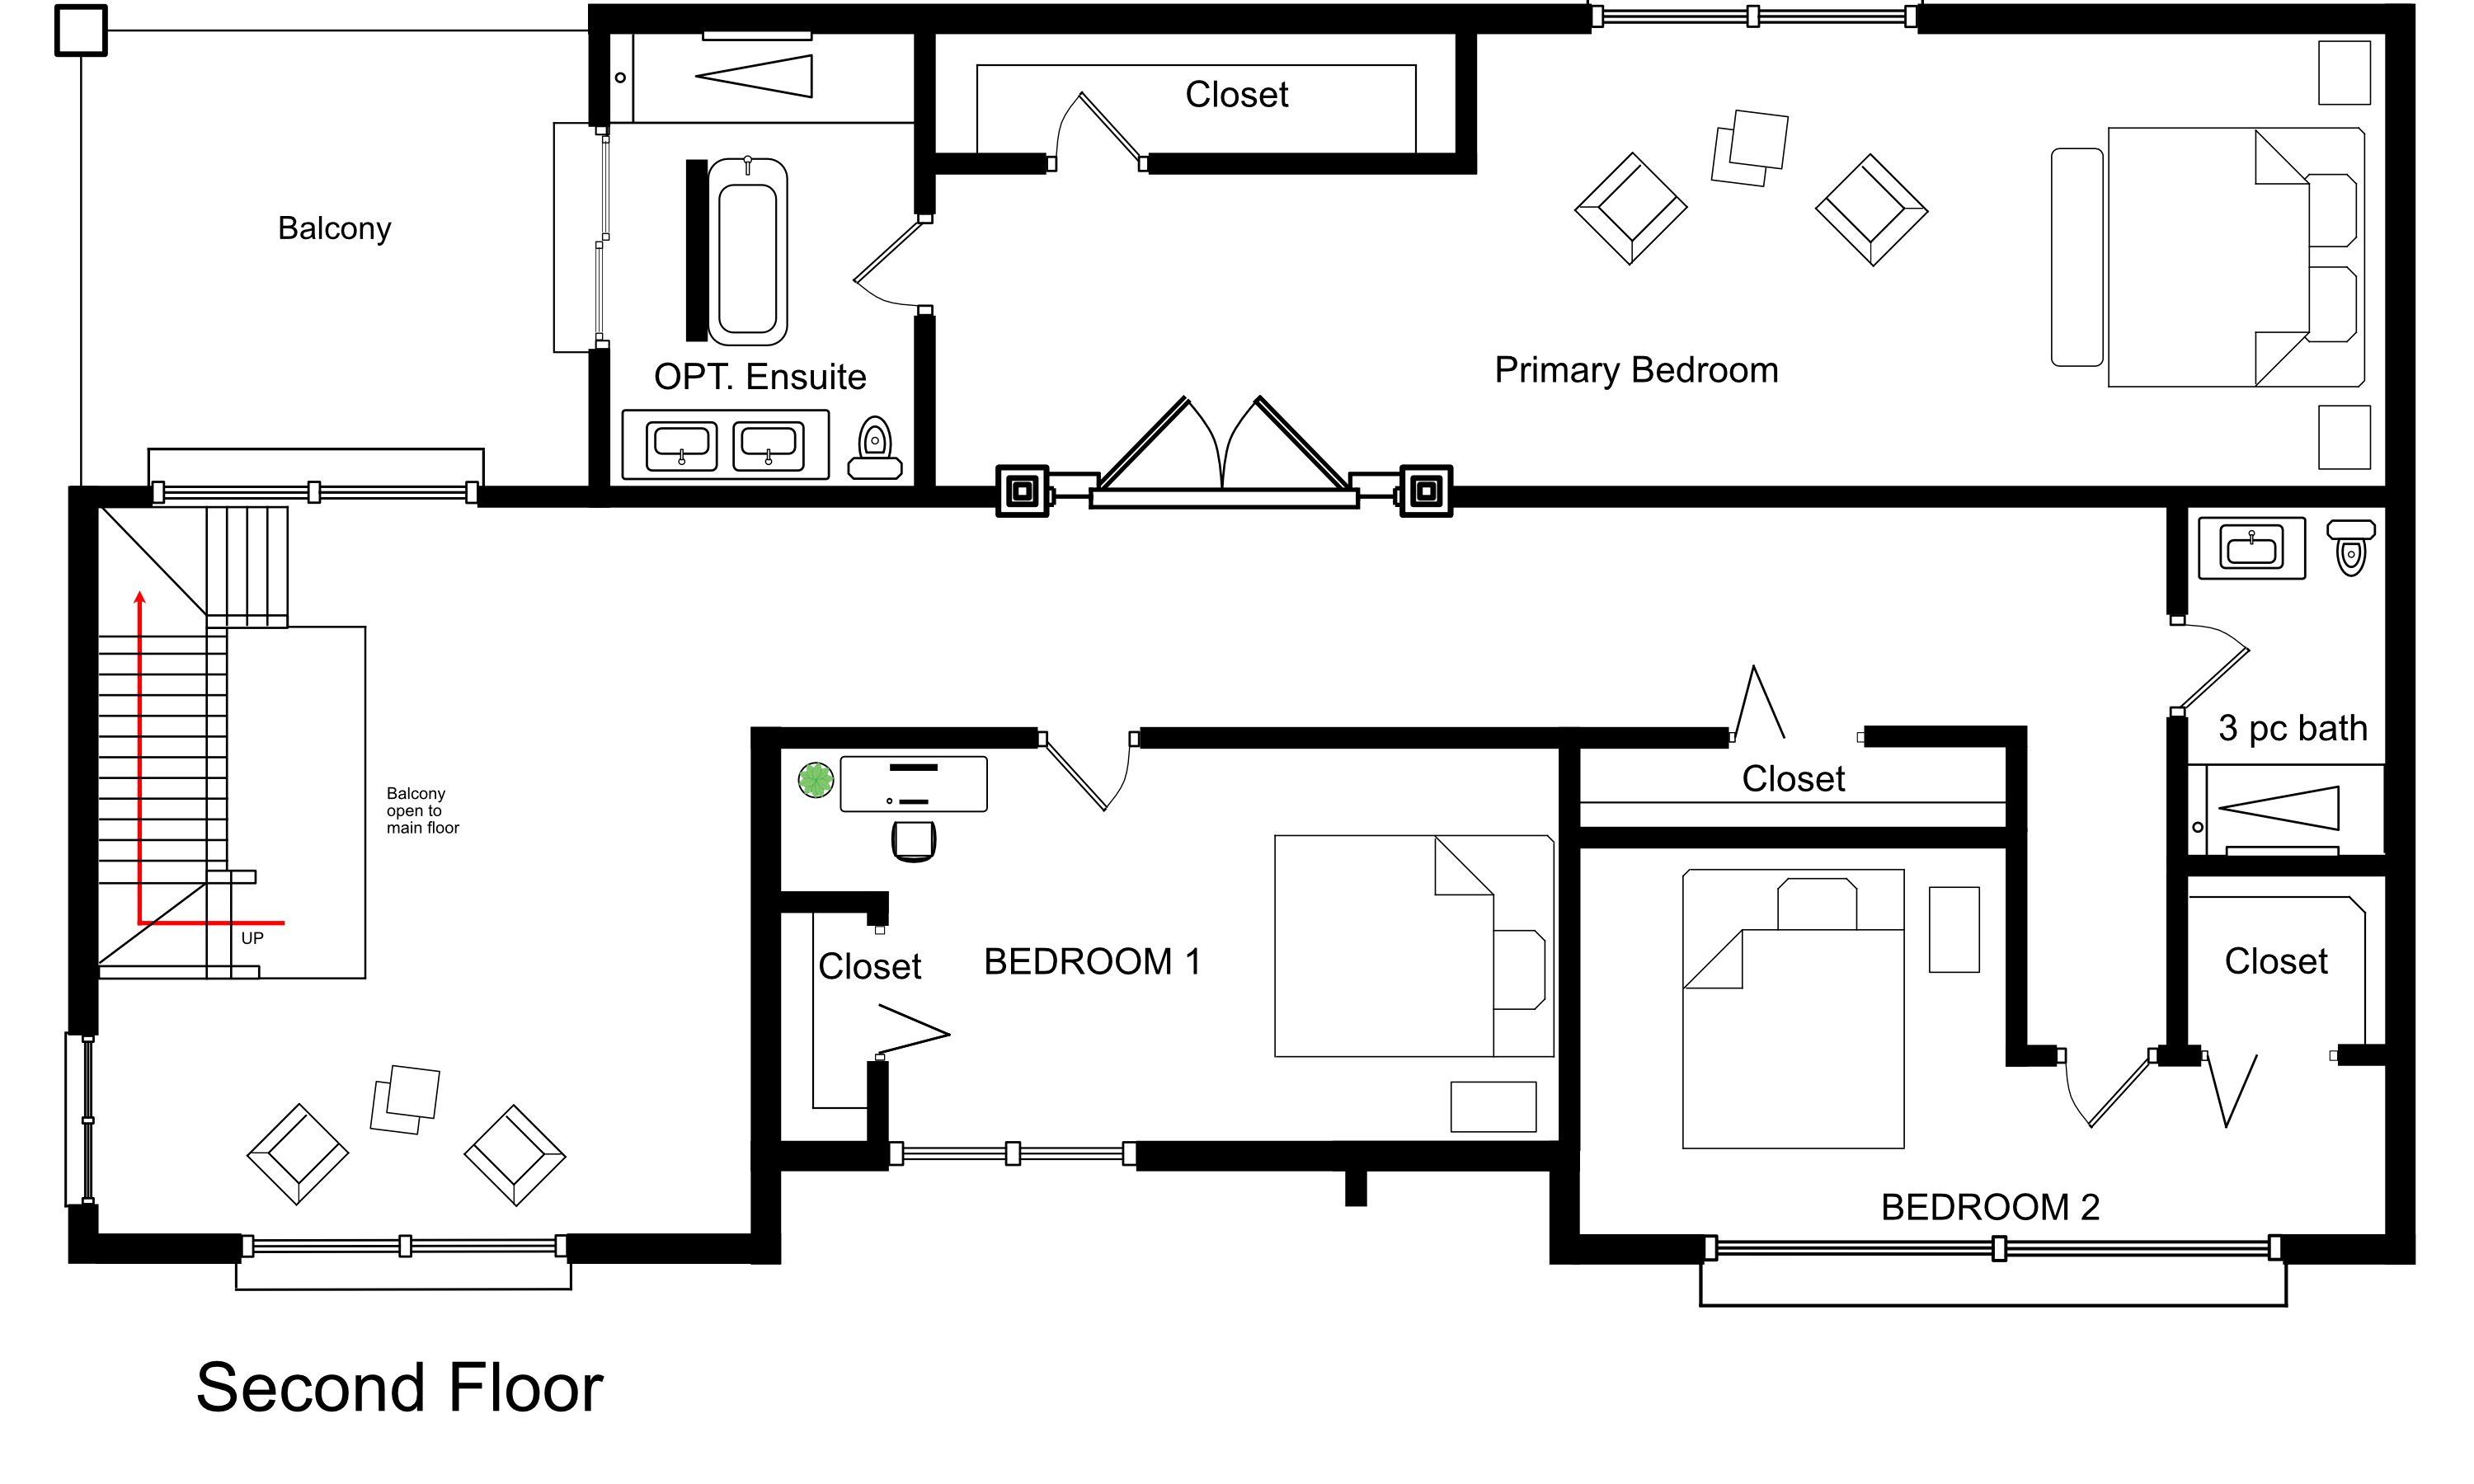 Closet
Balcony
OPT. Ensuite
Primary Bedroom
3 pc bath
Closet
Balcony
open to
main floor
UP
Closet
BEDROOM 1
Closet
BEDROOM 2
Second Floor